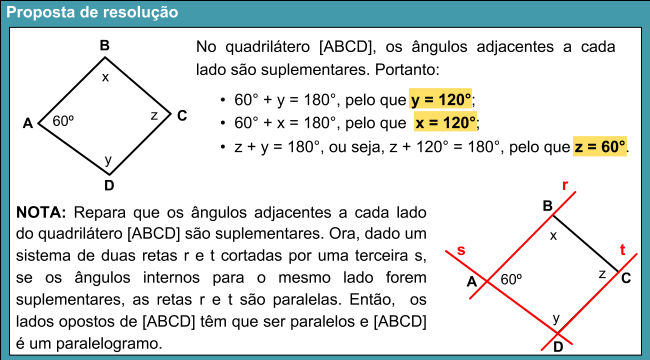 Proposta de resolução
B
x
A
60º
z
C
y
D
No quadrilátero [ABCD], os ângulos adjacentes a cada
lado são suplementares. Portanto:
• 60° + y = 180°, pelo que y = 120°;
• 60° + x = 180°, pelo que x = 120°;
• z + y = 180°, ou seja, z + 120° = 180°, pelo que z = 60°.
NOTA: Repara que os ângulos adjacentes a cada lado
do quadrilátero [ABCD] são suplementares. Ora, dado um
sistema de duas retas r e t cortadas por uma terceira s,
se os ângulos internos para o mesmo lado forem
suplementares, as retas r e t são paralelas. Então, os
lados opostos de [ABCD] têm que ser paralelos e [ABCD]
é um paralelogramo.
r
B
s
x
t
A
60º
z
C
y
D